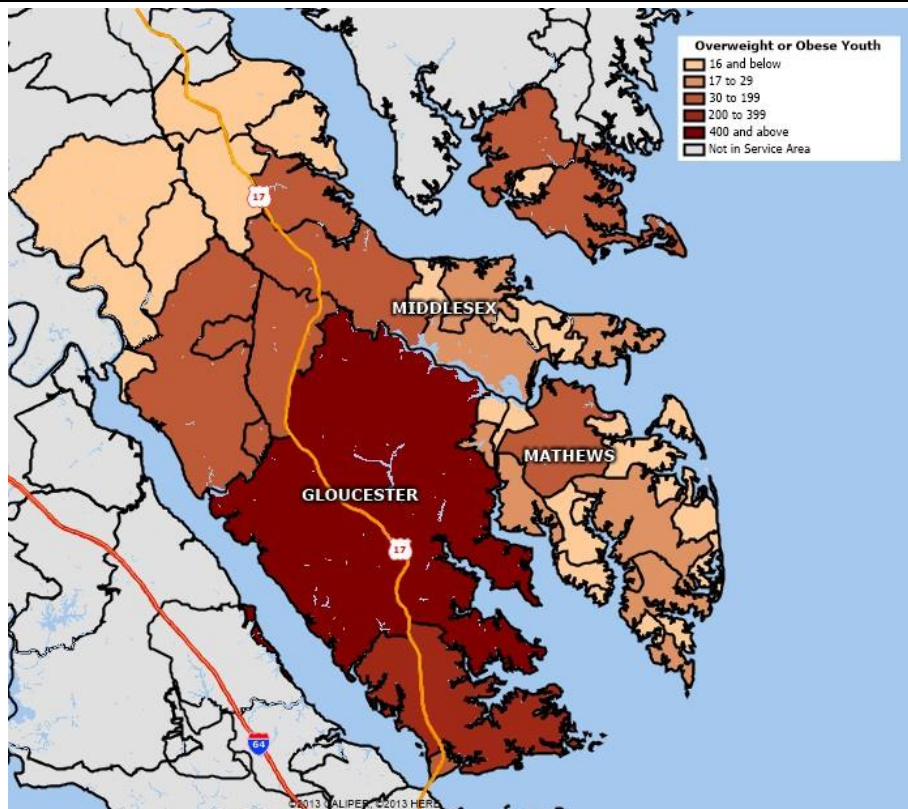 Overweight or Obese Youth
16 and below
17 to 29
30 to 199
200 to 399
400 and above
Not in Service Area
17
MIDDLESEX
MATHEWS
GLOUCESTER
17
64
©2013 CALIPER; ©2013 HERE